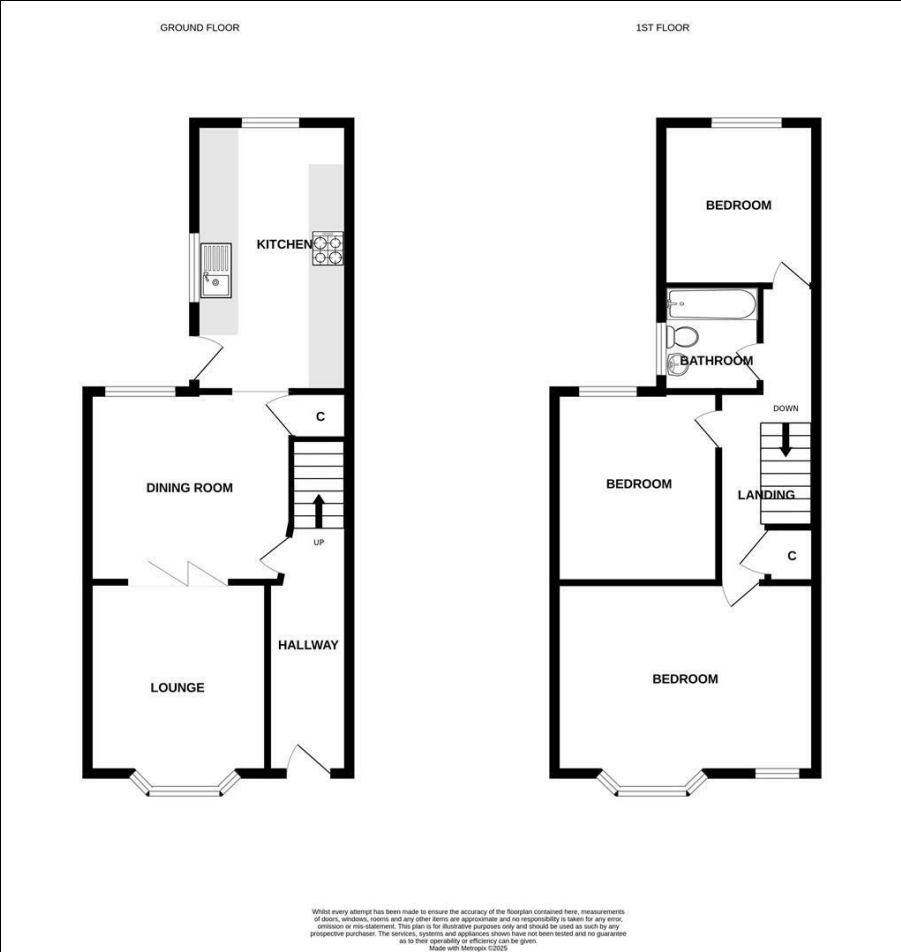 GROUND FLOOR
1ST FLOOR
KITCHEN
C
DINING ROOM
UP
HALLWAY
LOUNGE
BEDROOM
BATHROOM
DOWN
BEDROOM
LANDING
C
BEDROOM
Whilst every attempt has been made to ensure the accuracy of the floorplan contained here, measurements
of doors, windows, rooms and any other items are approximate and no responsibility is taken for any error,
omission or mis-statement. This plan is for illustrative purposes only and should be used as such by any
prospective purchaser. The services, systems and appliances shown have not been tested and no guarantee
as to their operability or efficiency can be given.
Made with Metropix ©2025